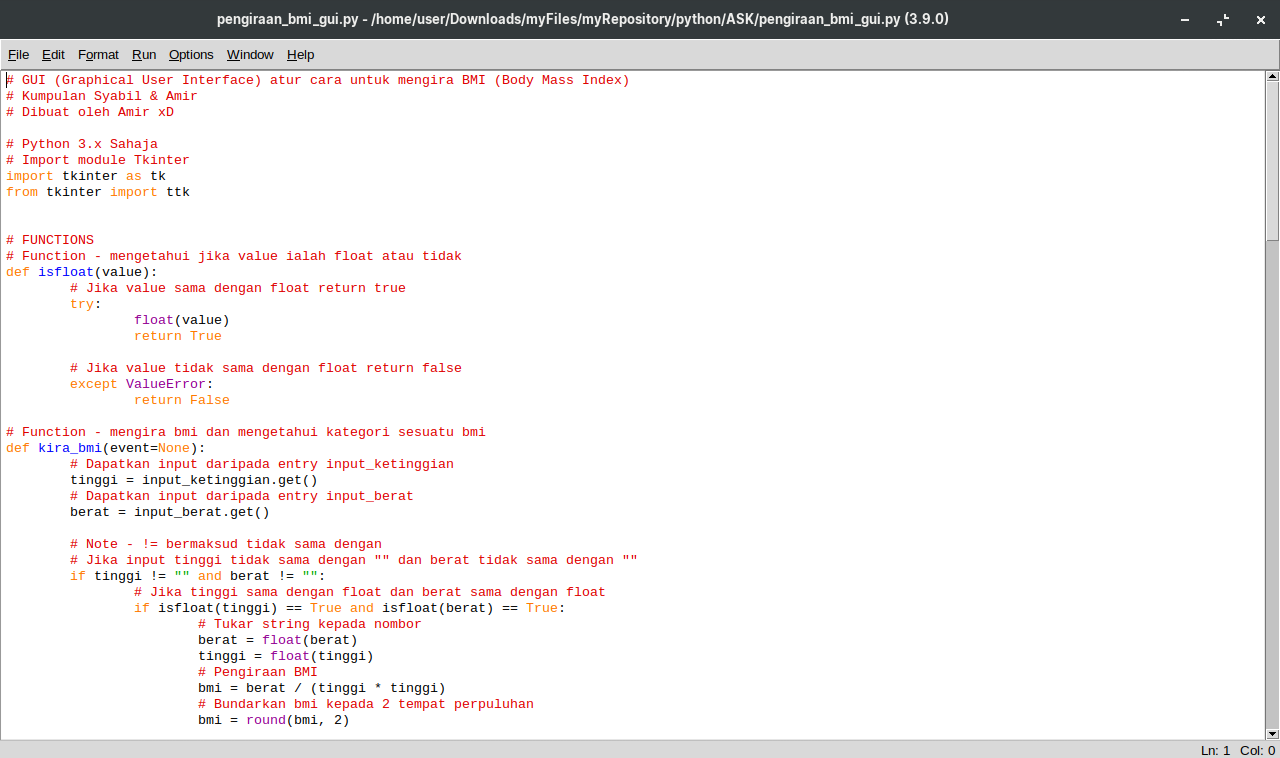 pengiraan_bmi_gui.py - /home/user/Downloads/myFiles/myRepository/python/ASK/pengiraan_bmi_gui.py (3.9.0)
File Edit Format Run Options Window Help
# GUI (Graphical User Interface) atur cara untuk mengira BMI (Body Mass Index)
# Kumpulan Syabil & Amir
# Dibuat oleh Amir xD

# Python 3.x Sahaja
# Import module Tkinter
import tkinter as tk
from tkinter import ttk


# FUNCTIONS
# Function - mengetahui jika value ialah float atau tidak
def isfloat(value):
        # Jika value sama dengan float return true
        try:
                float(value)
                return True

        # Jika value tidak sama dengan float return false
        except ValueError:
                return False

# Function - mengira bmi dan mengetahui kategori sesuatu bmi
def kira_bmi(event=None):
        # Dapatkan input daripada entry input_ketinggian
        tinggi = input_ketinggian.get()
        # Dapatkan input daripada entry input_berat
        berat = input_berat.get()

        # Note - != bermaksud tidak sama dengan
        # Jika input tinggi tidak sama dengan "" dan berat tidak sama dengan ""
        if tinggi != "" and berat != "":
                # Jika tinggi sama dengan float dan berat sama dengan float
                if isfloat(tinggi) == True and isfloat(berat) == True:
                        # Tukar string kepada nombor
                        berat = float(berat)
                        tinggi = float(tinggi)
                        # Pengiraan BMI
                        bmi = berat / (tinggi * tinggi)
                        # Bundarkan bmi kepada 2 tempat perpuluhan
                        bmi = round(bmi, 2)
Ln: 1 Col: 0